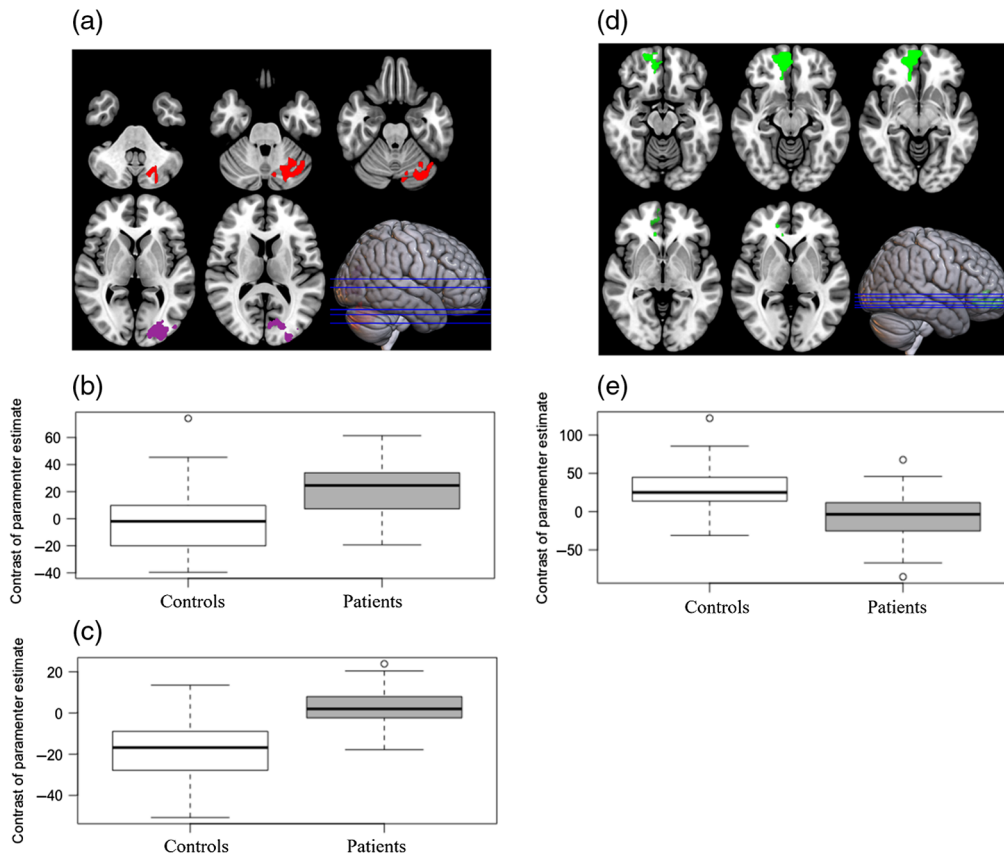 (a)
(b)
Contrast of paramenter estimate
60
40
20
0
–20
–40
Controls Patients
(c)
Contrast of paramenter estimate
20
0
–20
–40
Controls Patients
(d)
(e)
Contrast of paramenter estimate
100
50
0
–50
Controls Patients